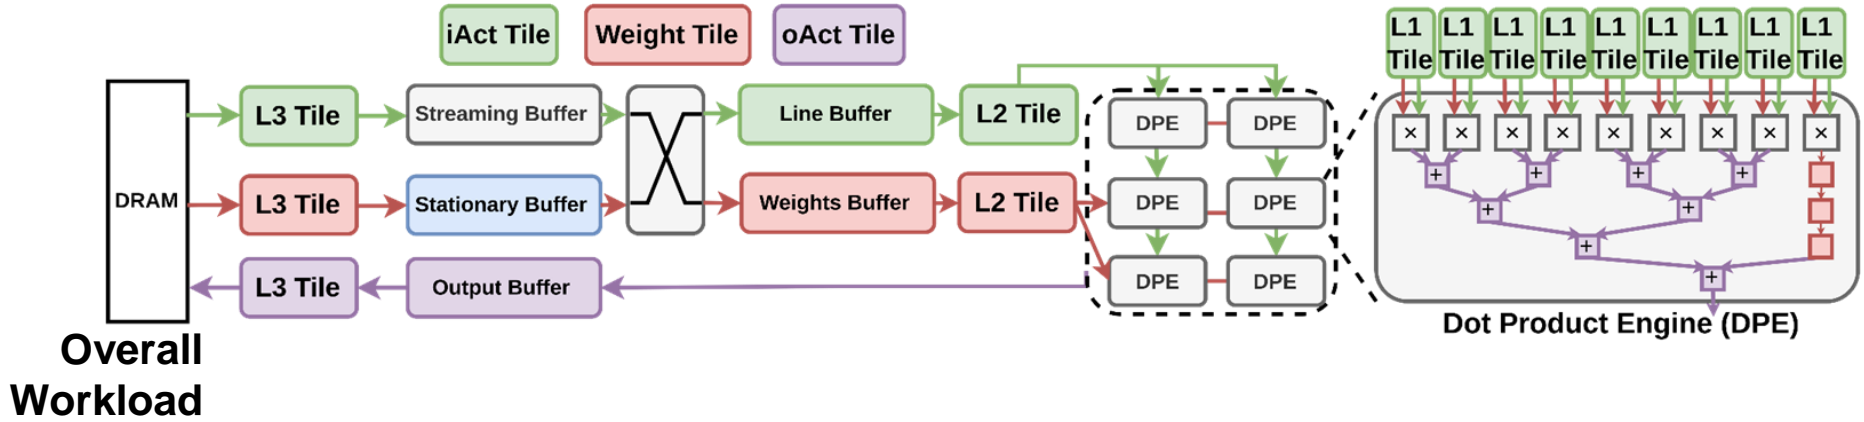 iAct Tile
Weight Tile
oAct Tile
DRAM
L3 Tile
Streaming Buffer
Line Buffer
L2 Tile
L3 Tile
Stationary Buffer
Weights Buffer
L2 Tile
L3 Tile
Output Buffer
DPE
DPE
DPE
DPE
DPE
DPE
L1
Tile
L1
Tile
L1
Tile
L1
Tile
L1
Tile
L1
Tile
L1
Tile
L1
Tile
L1
Tile
× × × × × × × × ×
+ + + +
+ +
+
+
Dot Product Engine (DPE)
Overall
Workload